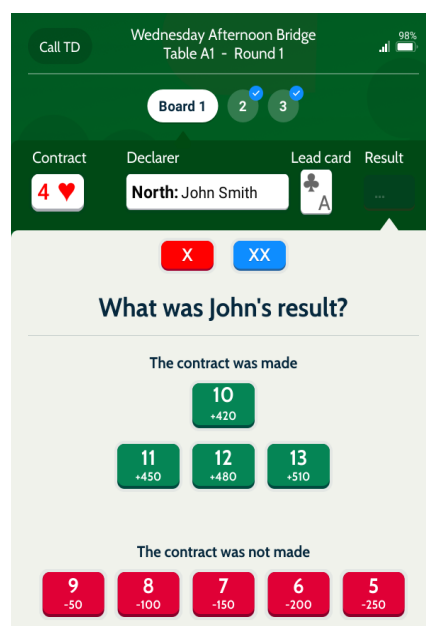 Call TD
Wednesday Afternoon Bridge
Table A1 - Round 1
98%
Board 1 2 3
Contract Declarer Lead card Result
4 ♥ North: John Smith ♣ A ...
X XX
What was John's result?
The contract was made
10
+420
11 12 13
+450 +480 +510
The contract was not made
9 8 7 6 5
-50 -100 -150 -200 -250